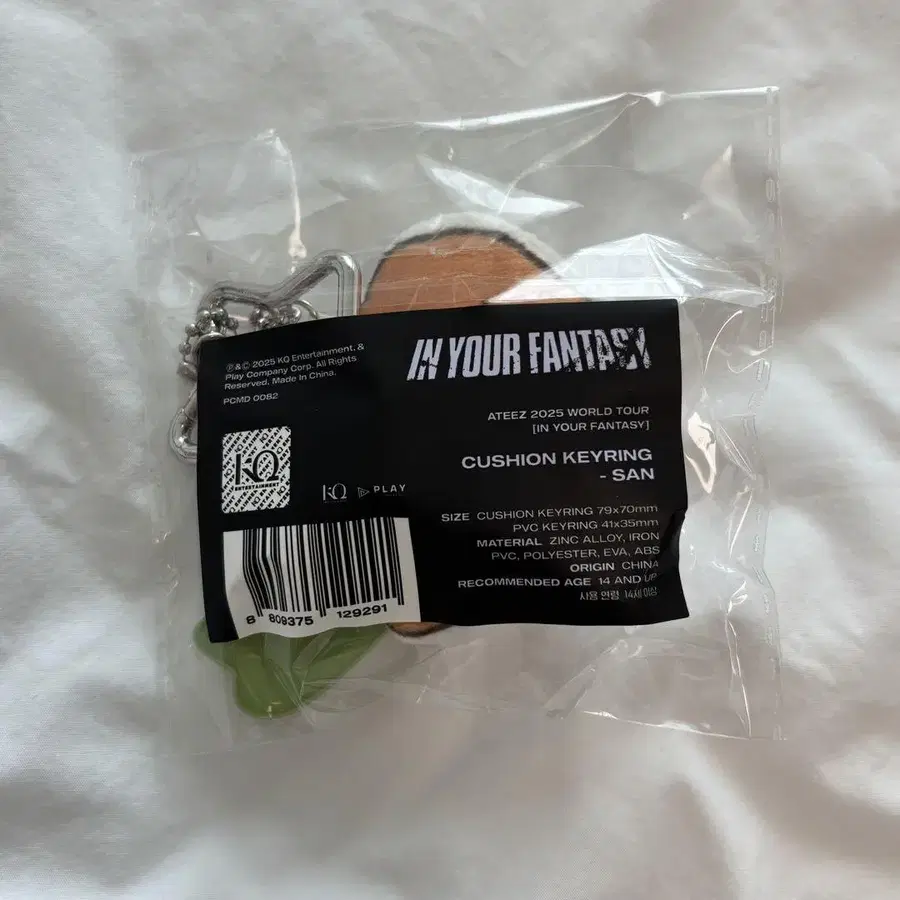 ℗&© 2025 KQ Entertainment. &
Play Company Corp. All Rights
Reserved. Made in China.
PCMD 0082
KQ
ENTERTAINMENT
KQ
PLAY
8 809375 129291
IN YOUR FANTASY
ATEEZ 2025 WORLD TOUR
[IN YOUR FANTASY]
CUSHION KEYRING
- SAN
SIZE CUSHION KEYRING 79x70mm
PVC KEYRING 41x35mm
MATERIAL ZINC ALLOY, IRON
PVC, POLYESTER, EVA, ABS
ORIGIN CHINA
RECOMMENDED AGE 14 AND UP
사용 연령 14세 이상